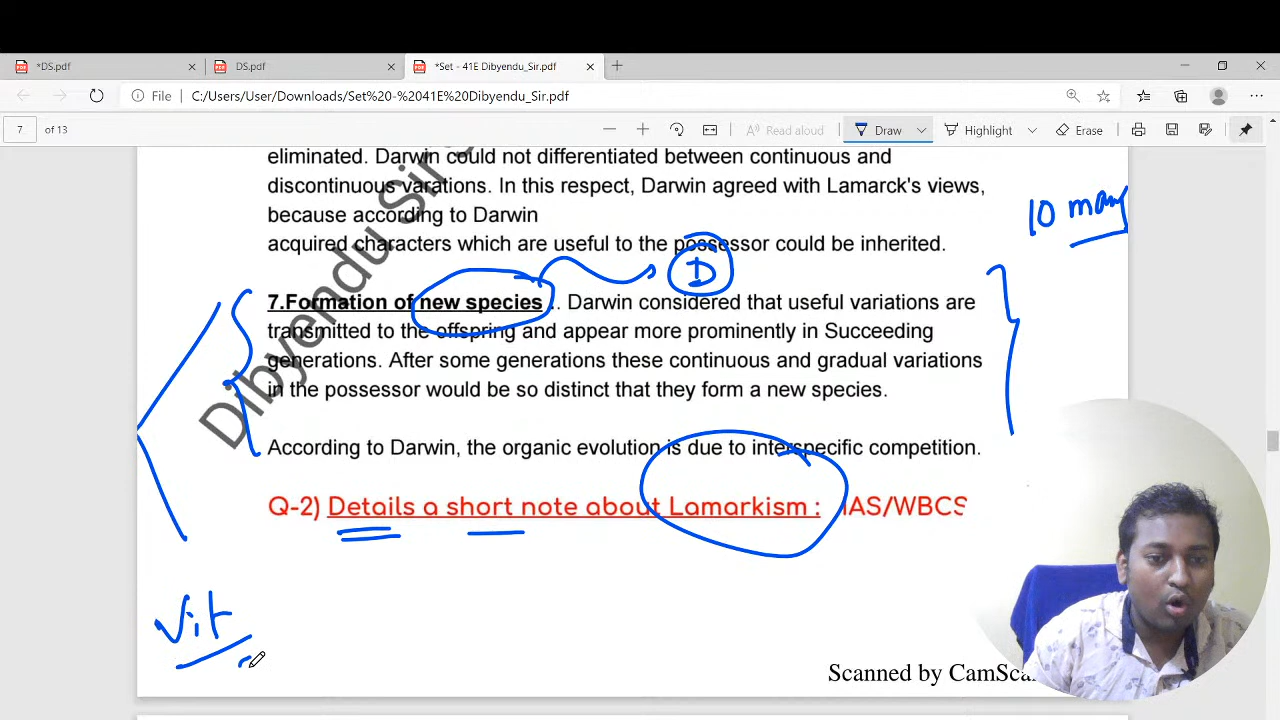 *DS.pdf
DS.pdf
*Set - 41E Dibyendu_Sir.pdf
File
C:/Users/User/Downloads/Set%20-%2041E%20Dibyendu_Sir.pdf
7 of 13
Read aloud
Draw
Highlight
Erase
eliminated. Darwin could not differentiated between continuous and
discontinuous varations. In this respect, Darwin agreed with Lamarck's views,
because according to Darwin
acquired characters which are useful to the possessor could be inherited.
10
D
7.Formation of new species.. Darwin considered that useful variations are
transmitted to the offspring and appear more prominently in Succeeding
generations. After some generations these continuous and gradual variations
in the possessor would be so distinct that they form a new species.
Dibyendu Sir
According to Darwin, the organic evolution is due to interspecific competition.
Q-2) Details a short note about Lamarkism : IAS/WBCS
Vit
Scanned by